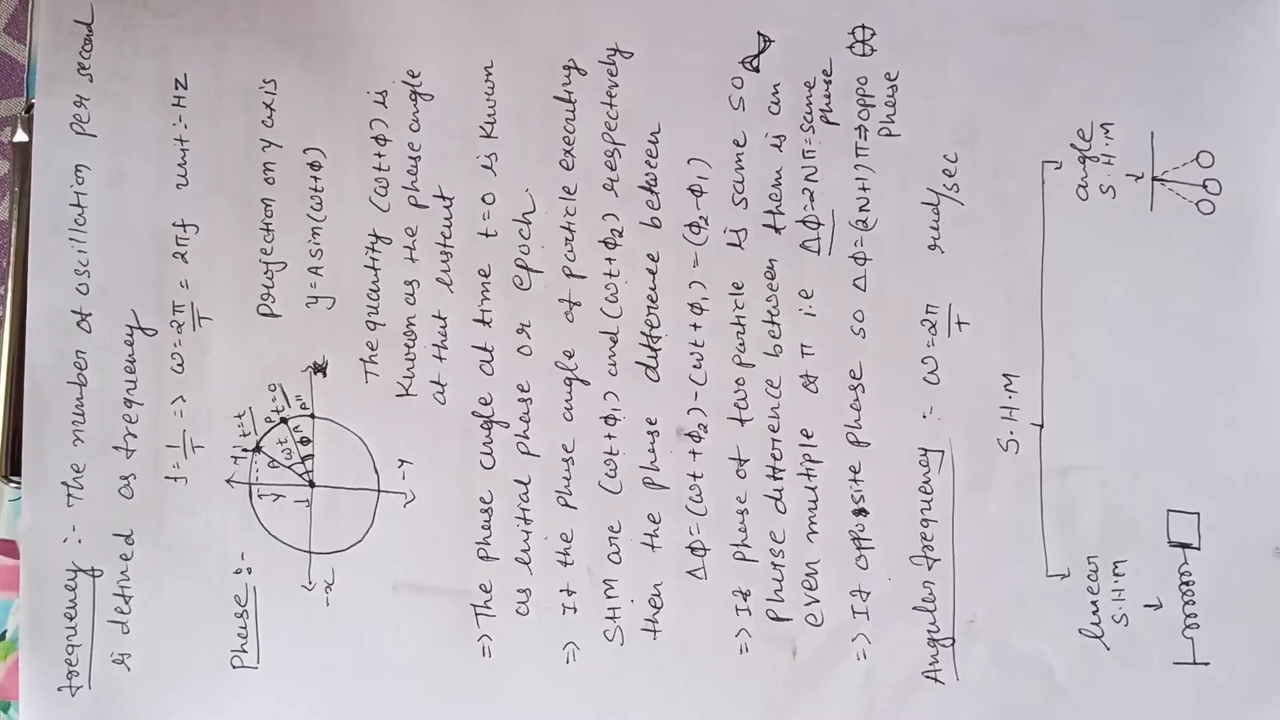 frequency :- The number of oscillation per second
is defined as frequency
f = 1/T => ω = 2π/T = 2πf unit :- HZ
Phase :-
y
t=t
P
t=0
ωt
φ
A
y
P"
-x
-y
projection on y axis
y = A sin(ωt+φ)
The quantity (ωt+φ) is
Known as the phase angle
at that instant
=> The phase angle at time t=0 is Known
as initial phase or epoch.
=> If the phase angle of particle executing
SHM are (ωt+φ₁) and (ωt+φ₂) respectively
then the phase difference between
Δφ = (ωt+φ₂) - (ωt+φ₁) = (φ₂-φ₁)
=> If phase of two particle is same so
phase difference between them is an
even multiple of π i.e Δφ = 2Nπ = same
phase
=> If opposite phase so Δφ = (2N+1)π => oppo
phase
Angular frequency :- ω = 2π/T rad/sec
S.H.M
linear
S.H.M
angle
S.H.M